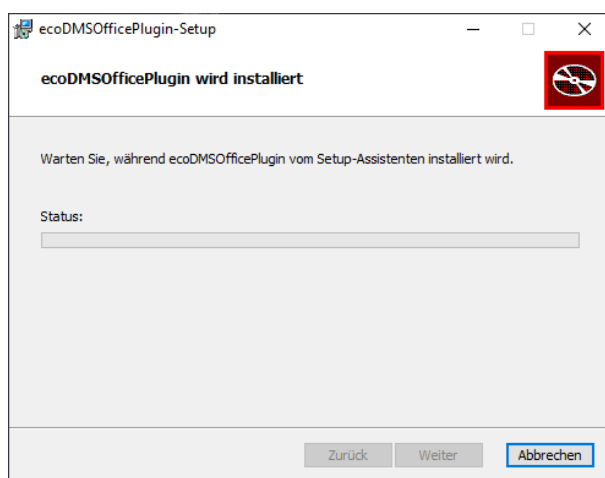 ecoDMSOfficePlugin-Setup
ecoDMSOfficePlugin wird installiert
Warten Sie, während ecoDMSOfficePlugin vom Setup-Assistenten installiert wird.
Status:
Zurück Weiter Abbrechen